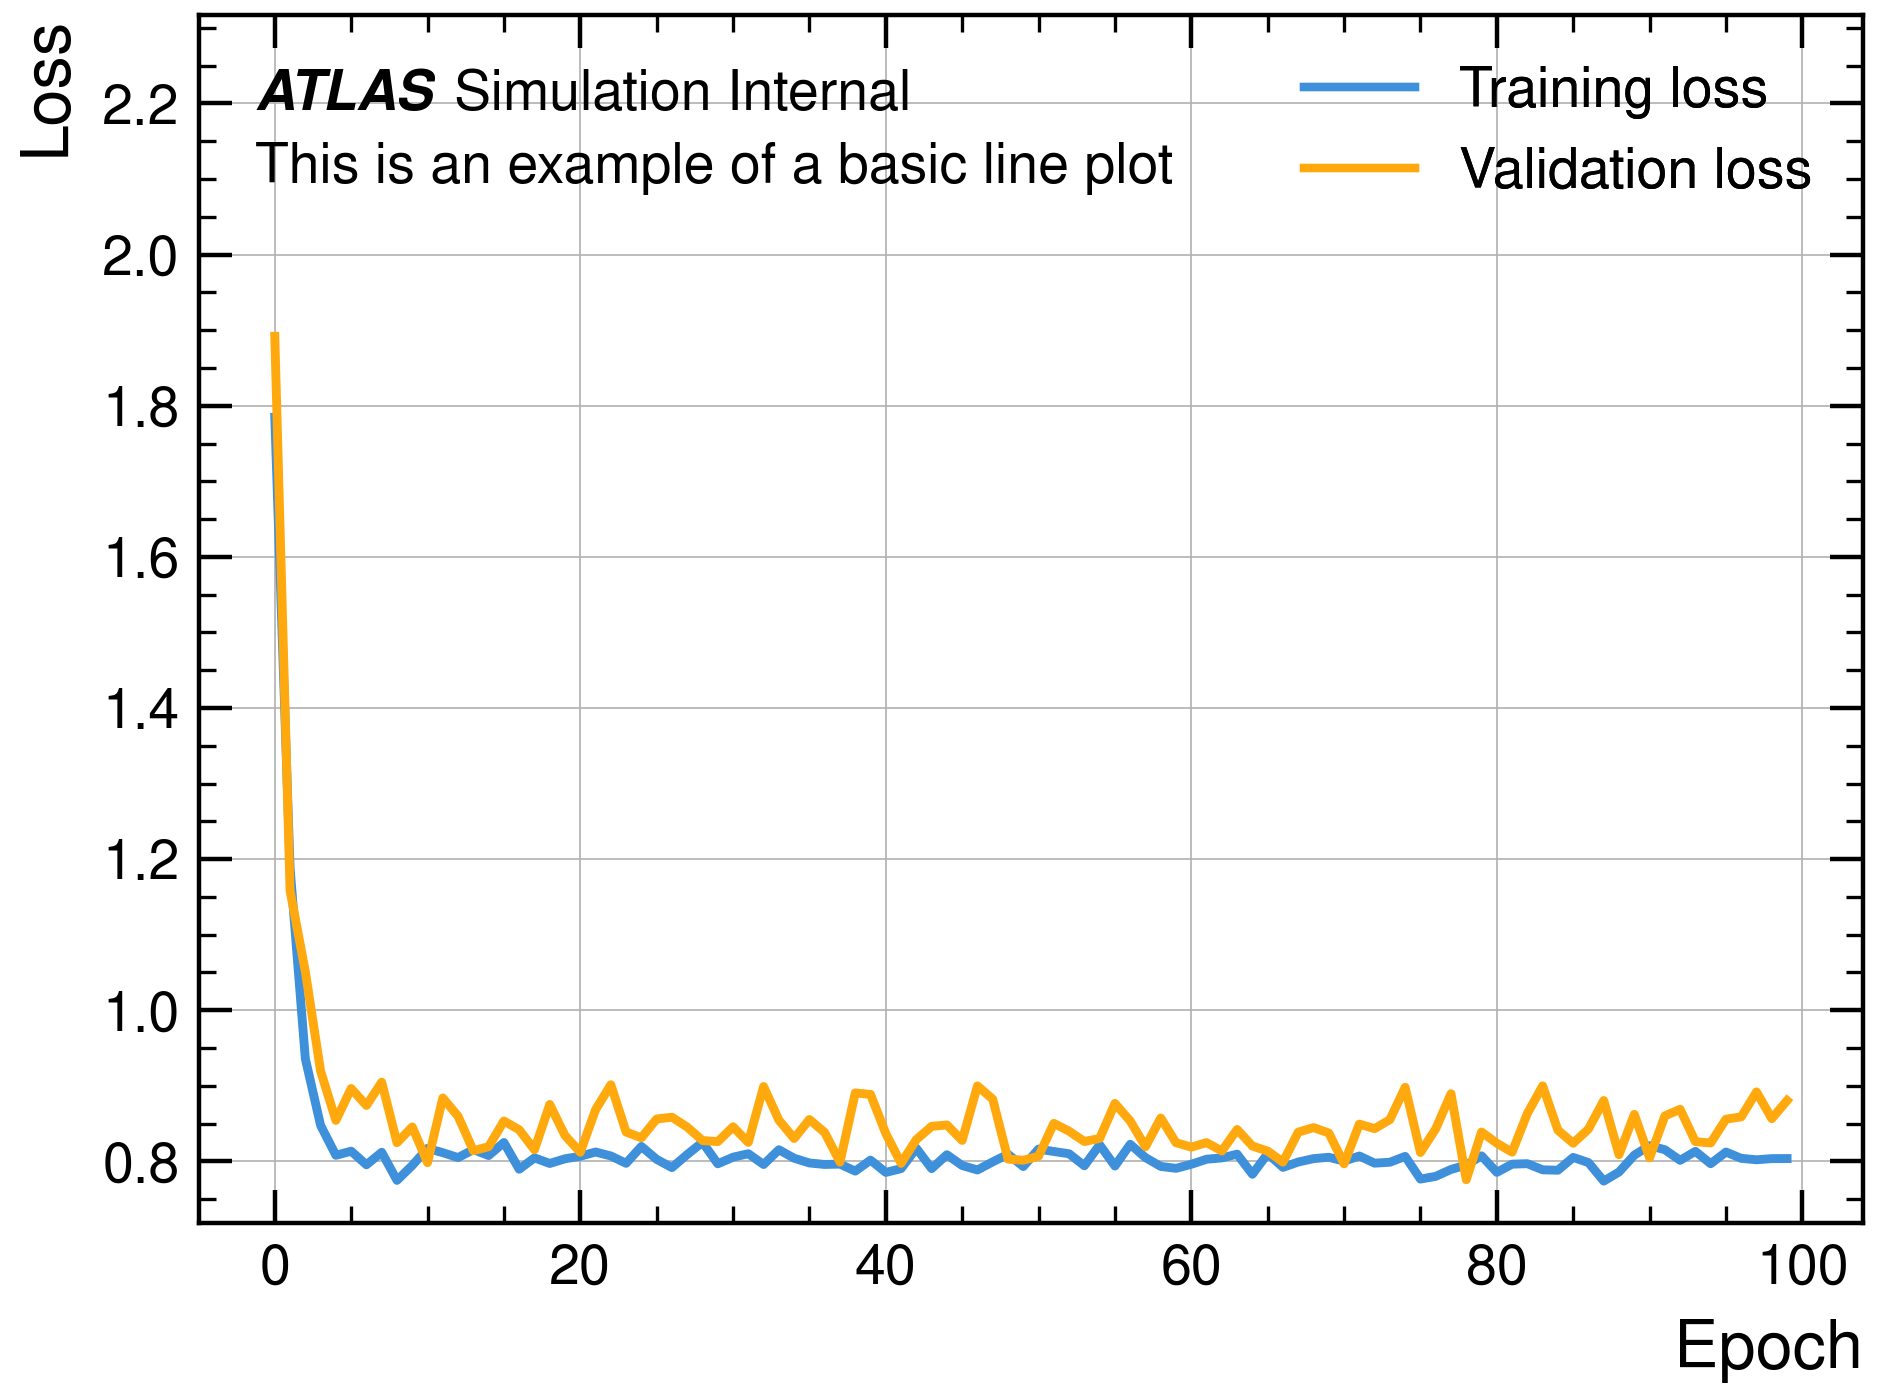 Loss
ATLAS Simulation Internal
This is an example of a basic line plot
Training loss
Validation loss
2.2
2.0
1.8
1.6
1.4
1.2
1.0
0.8
0 20 40 60 80 100
Epoch